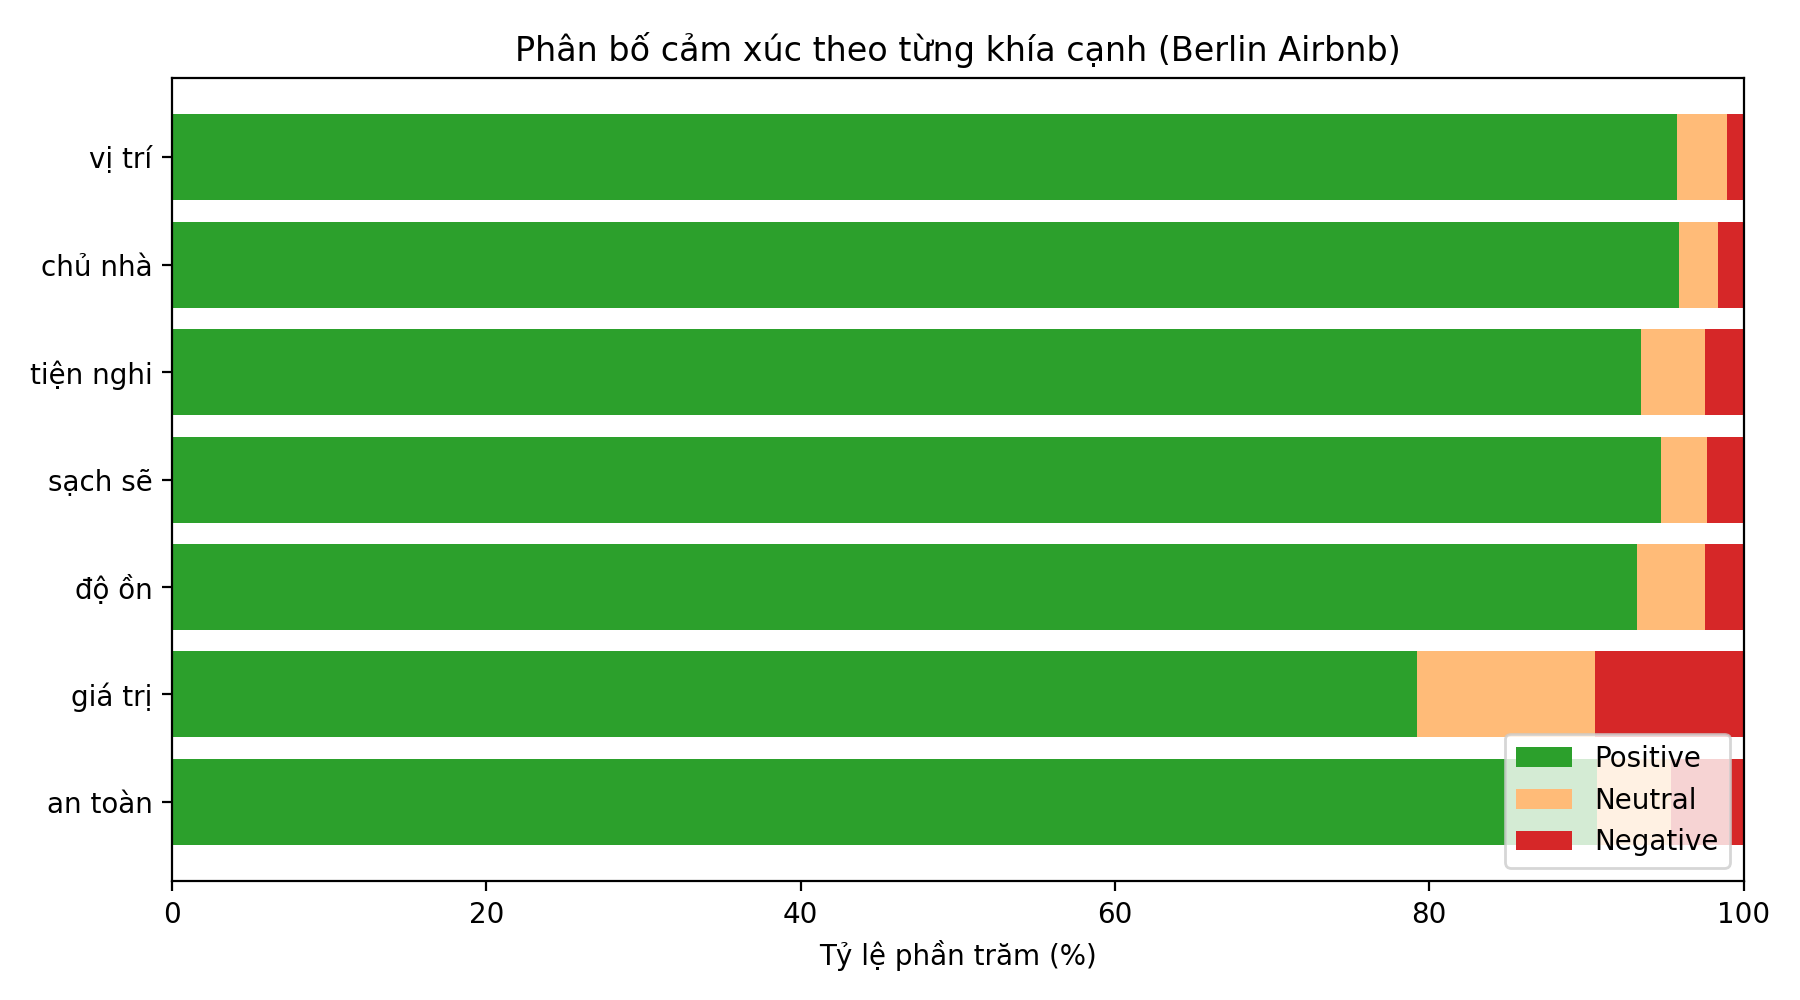 Phân bố cảm xúc theo từng khía cạnh (Berlin Airbnb)
vị trí
chủ nhà
tiện nghi
sạch sẽ
độ ồn
giá trị
an toàn
Positive
Neutral
Negative
0 20 40 60 80 100
Tỷ lệ phần trăm (%)